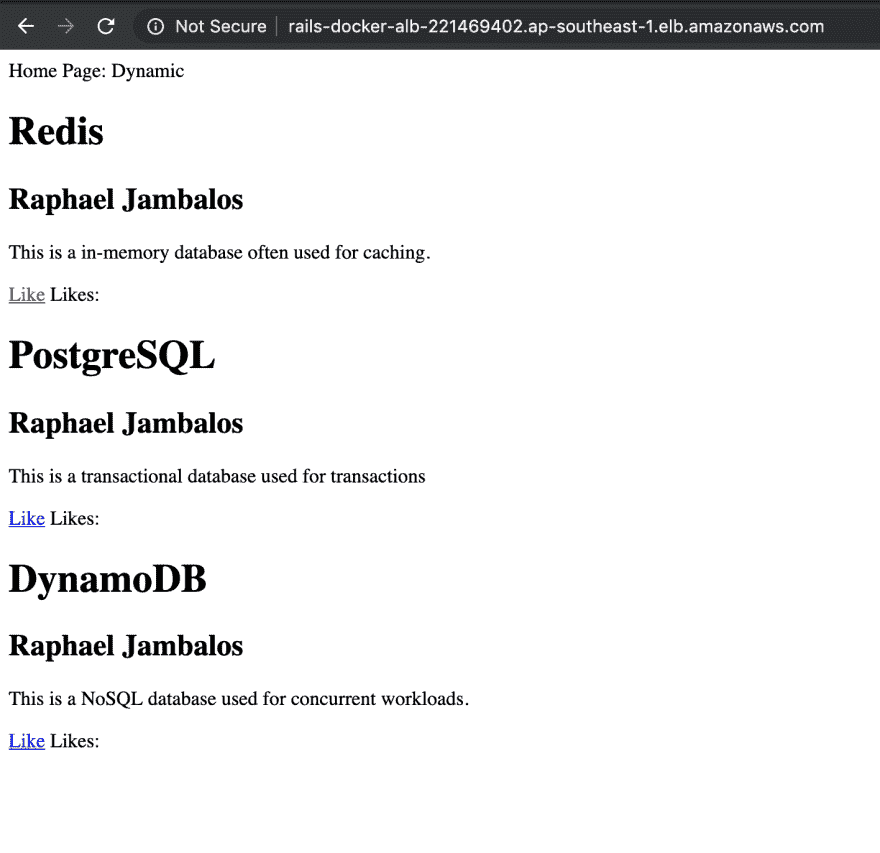 Not Secure rails-docker-alb-221469402.ap-southeast-1.elb.amazonaws.com
Home Page: Dynamic
Redis
Raphael Jambalos
This is a in-memory database often used for caching.
Like Likes:
PostgreSQL
Raphael Jambalos
This is a transactional database used for transactions
Like Likes:
DynamoDB
Raphael Jambalos
This is a NoSQL database used for concurrent workloads.
Like Likes: